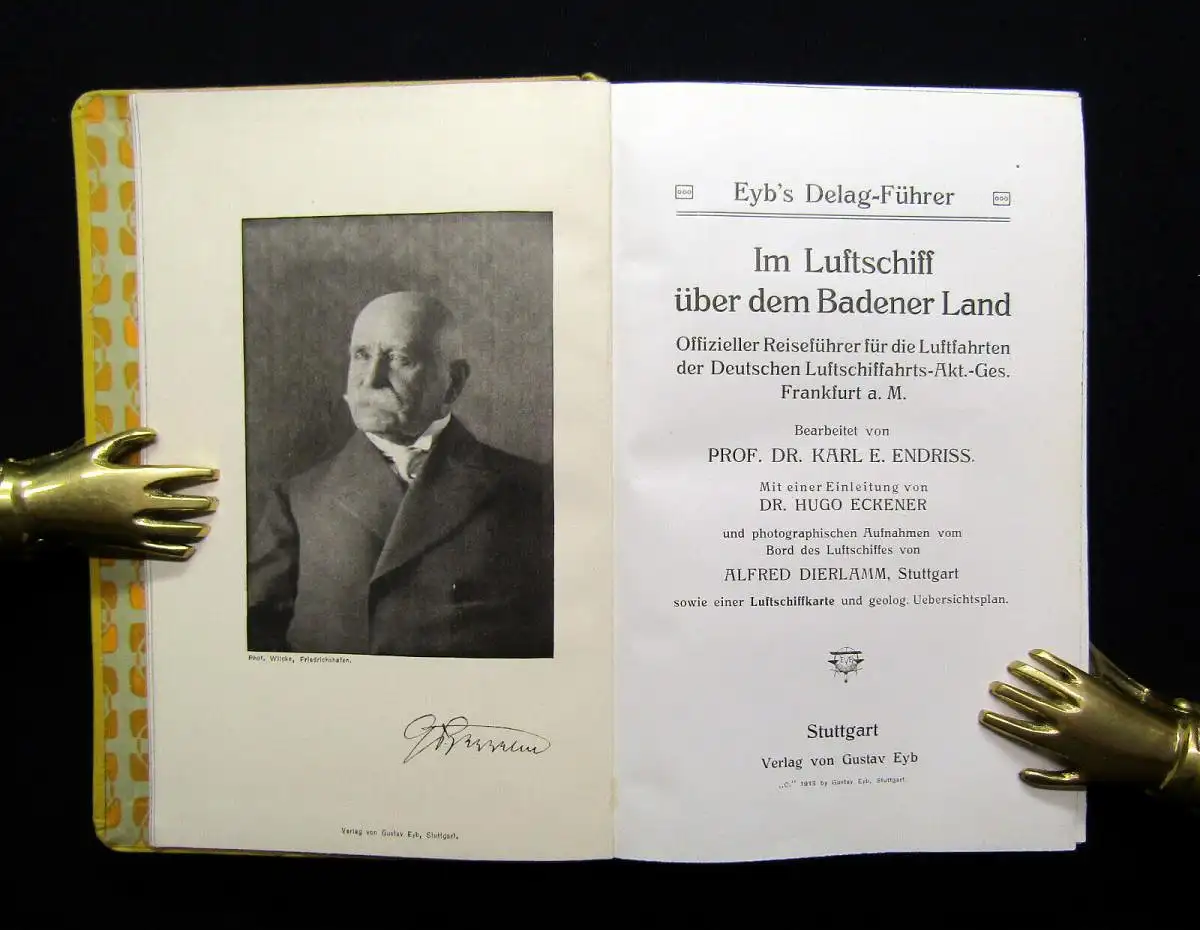 Phot. Wilcke, Friedrichshafen.
Verlag von Gustav Eyb, Stuttgart.
Eyb's Delag-Führer
Im Luftschiff
über dem Badener Land
Offizieller Reiseführer für die Luftfahrten
der Deutschen Luftschiffahrts-Akt.-Ges.
Frankfurt a. M.
Bearbeitet von
PROF. DR. KARL E. ENDRISS.
Mit einer Einleitung von
DR. HUGO ECKENER
und photographischen Aufnahmen vom
Bord des Luftschiffes von
ALFRED DIERLAMM, Stuttgart
sowie einer Luftschiffkarte und geolog. Uebersichtsplan.
EYB
Stuttgart
Verlag von Gustav Eyb
„C." 1913 by Gustav Eyb, Stuttgart.